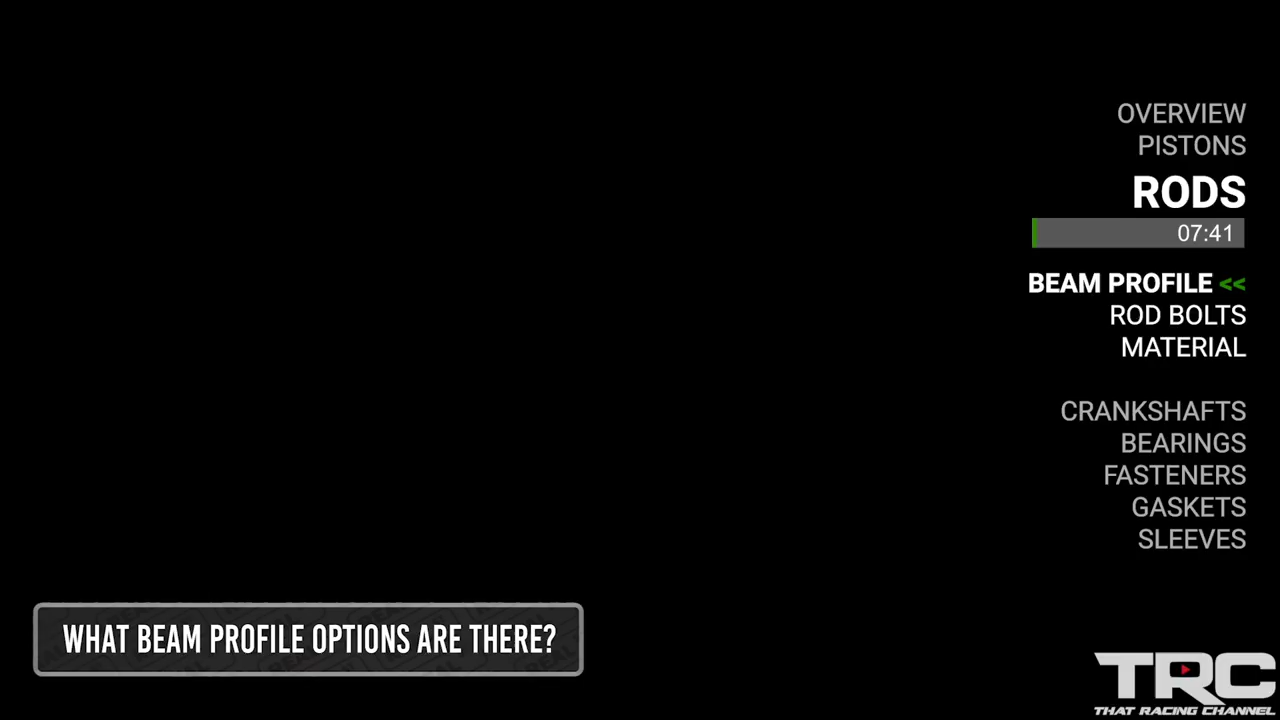 OVERVIEW
PISTONS
RODS
07:41
BEAM PROFILE <<
ROD BOLTS
MATERIAL
CRANKSHAFTS
BEARINGS
FASTENERS
GASKETS
SLEEVES
WHAT BEAM PROFILE OPTIONS ARE THERE?
TRC
THAT RACING CHANNEL